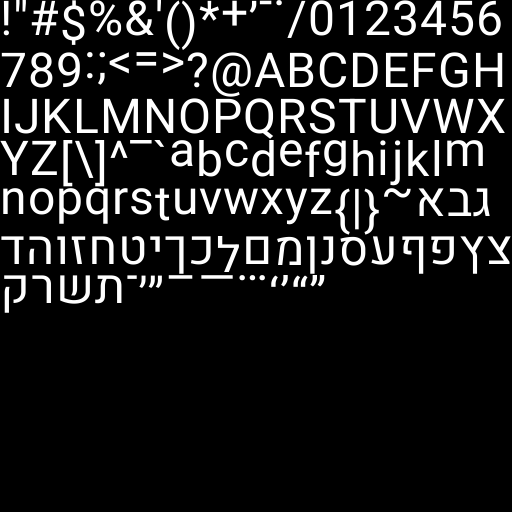 !"#$%&'()*+,-./0123456
789:;<=>?@ABCDEFGH
IJKLMNOPQRSTUVWX
YZ[\]^_`abcdefghijklm
nopqrstuvwxyz{|}~אבג
דהוזחטיךכלםמןנסעףפץצ
קרשת־׳״–—…‘’“”